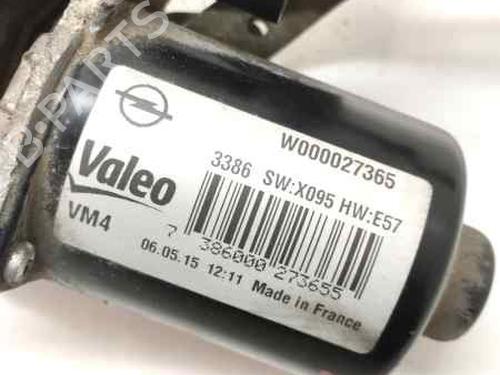 W000027365
Valeo
3386 SW:X095 HW:E57
VM4
7 386000 273655
06.05.15 12:11 Made in France
B-PARTS